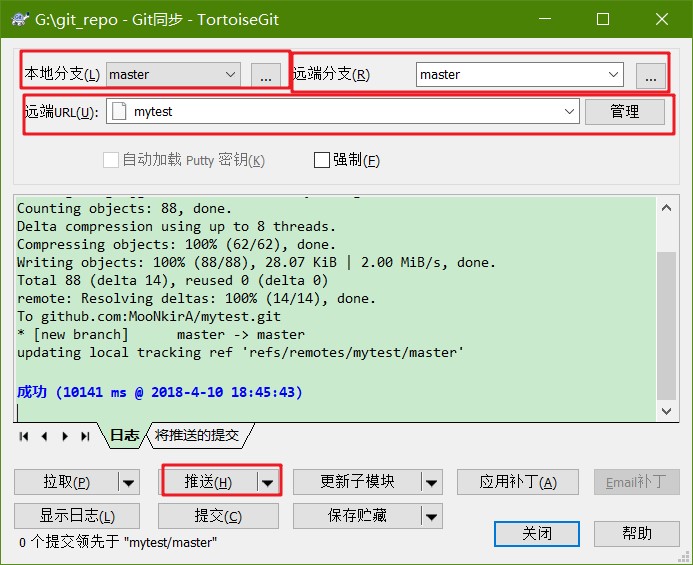 G:\git_repo - Git同步 - TortoiseGit
本地分支(L) master ... 远端分支(R) master ...
远端URL(U): mytest 管理
自动加载 Putty 密钥(K) 强制(F)
Counting objects: 88, done.
Delta compression using up to 8 threads.
Compressing objects: 100% (62/62), done.
Writing objects: 100% (88/88), 28.07 KiB | 2.00 MiB/s, done.
Total 88 (delta 14), reused 0 (delta 0)
remote: Resolving deltas: 100% (14/14), done.
To github.com:MooNkirA/mytest.git
* [new branch]      master -> master
updating local tracking ref 'refs/remotes/mytest/master'
成功 (10141 ms @ 2018-4-10 18:45:43)
日志 将推送的提交
拉取(P) 推送(H) 更新子模块 应用补丁(A) Email补丁
显示日志(L) 提交(C) 保存贮藏
关闭 帮助
0 个提交领先于 "mytest/master"